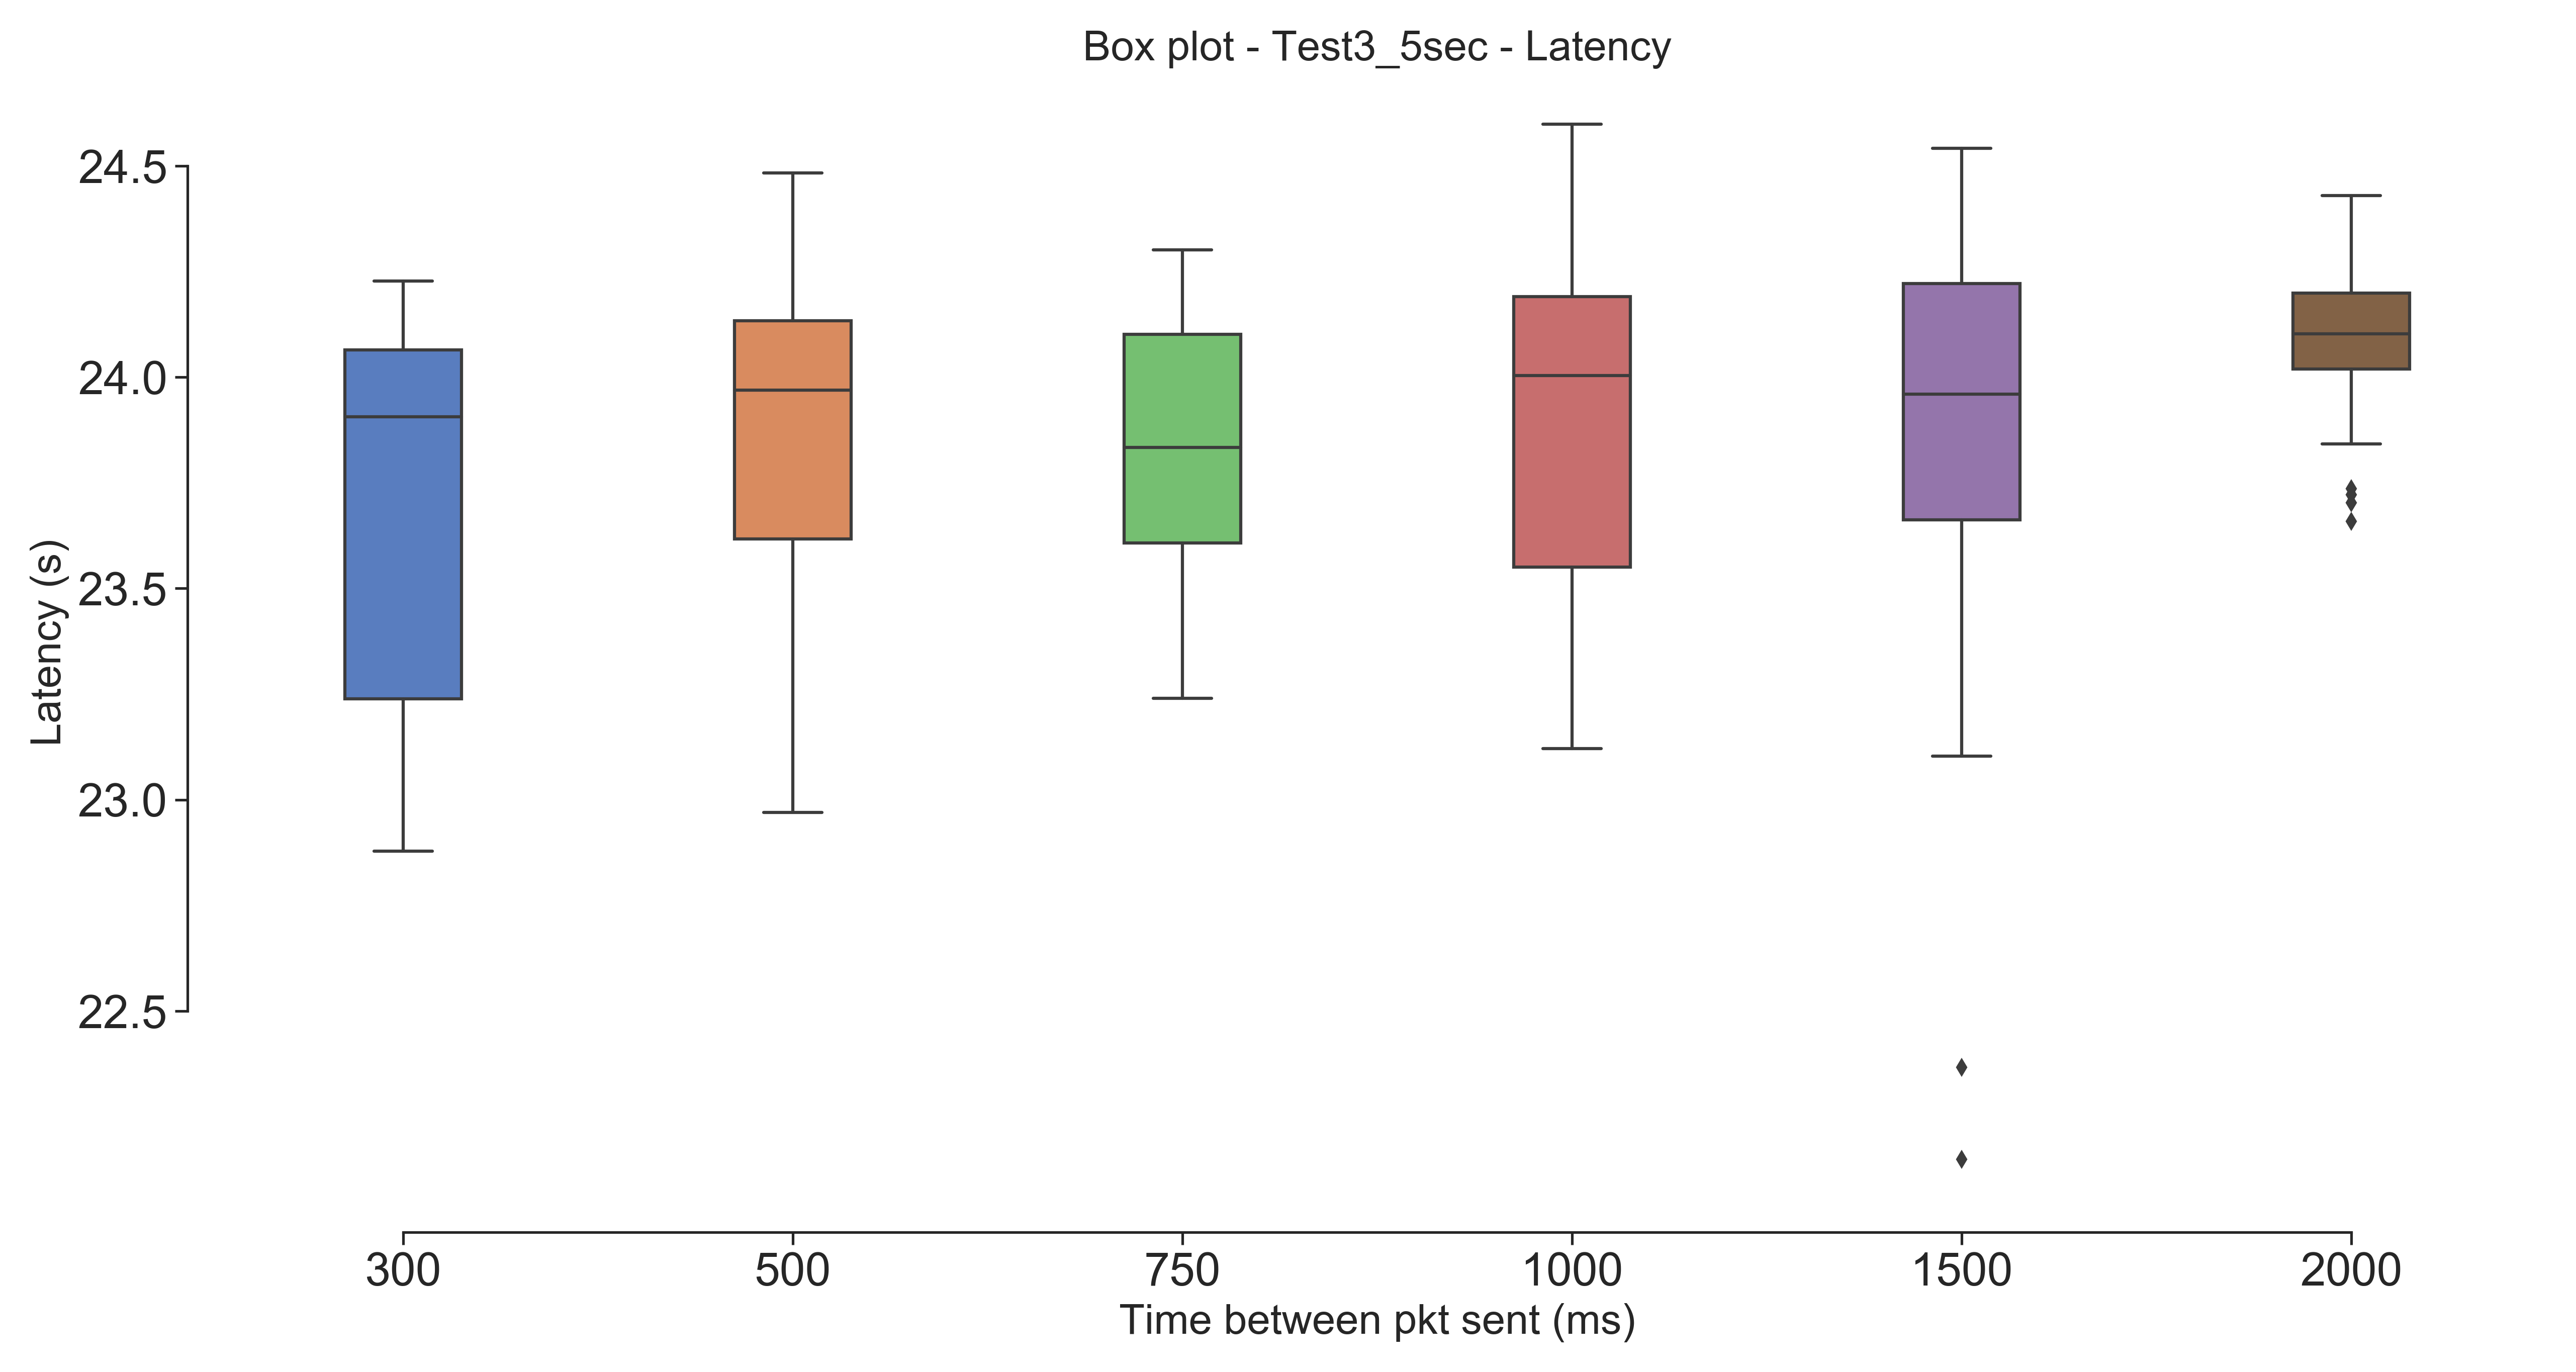 Box plot - Test3_5sec - Latency
24.5
24.0
23.5
23.0
22.5
Latency (s)
300 500 750 1000 1500 2000
Time between pkt sent (ms)